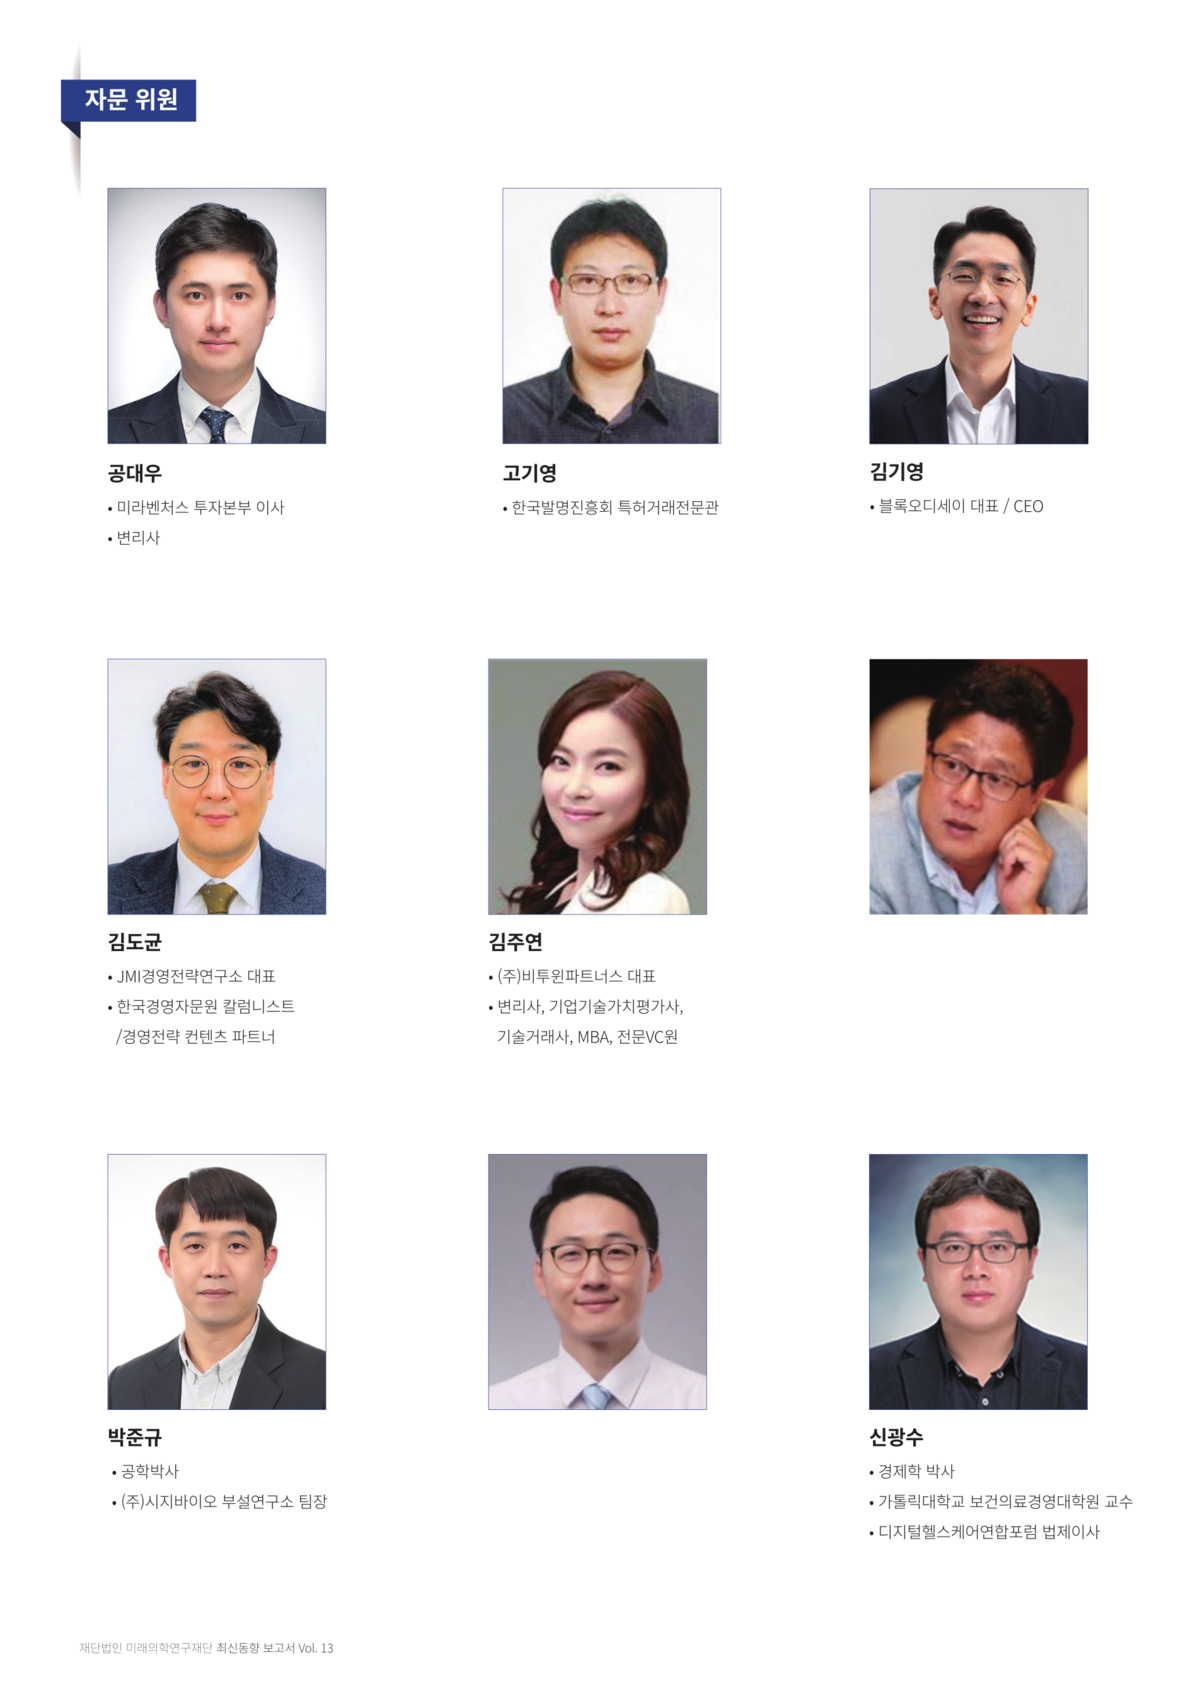 자문 위원
공대우
• 미라벤처스 투자본부 이사
• 변리사
고기영
• 한국발명진흥회 특허거래전문관
김기영
• 블록오디세이 대표 / CEO
김도균
• JMI경영전략연구소 대표
• 한국경영자문원 칼럼니스트
/경영전략 컨텐츠 파트너
김주연
• (주)비투윈파트너스 대표
• 변리사, 기업기술가치평가사,
기술거래사, MBA, 전문VC원
박준규
• 공학박사
• (주)시지바이오 부설연구소 팀장
신광수
• 경제학 박사
• 가톨릭대학교 보건의료경영대학원 교수
• 디지털헬스케어연합포럼 법제이사
재단법인 미래의학연구재단 최신동향 보고서 Vol. 13